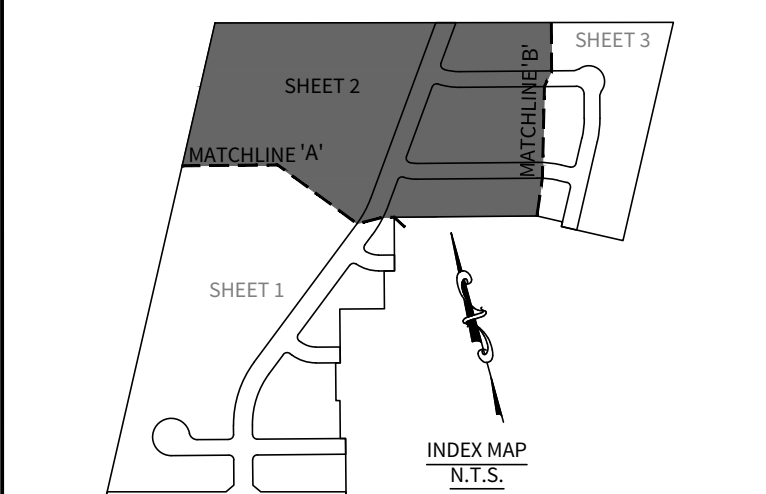 SHEET 3
SHEET 2
MATCHLINE 'B'
MATCHLINE 'A'
SHEET 1
INDEX MAP
N.T.S.